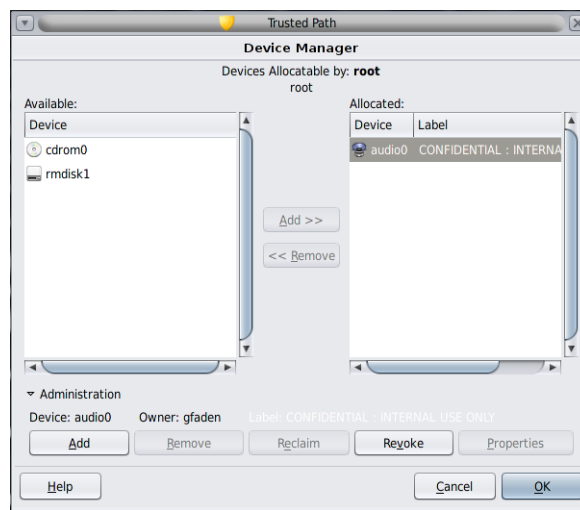 Trusted Path
Device Manager
Devices Allocatable by: root
root
Available:
Device
cdrom0
rmdisk1
Add >>
<< Remove
Allocated:
Device Label
audio0 CONFIDENTIAL : INTERNA
Administration
Device: audio0 Owner: gfaden Label: CONFIDENTIAL : INTERNAL USE ONLY
Add Remove Reclaim Revoke Properties
Help Cancel OK